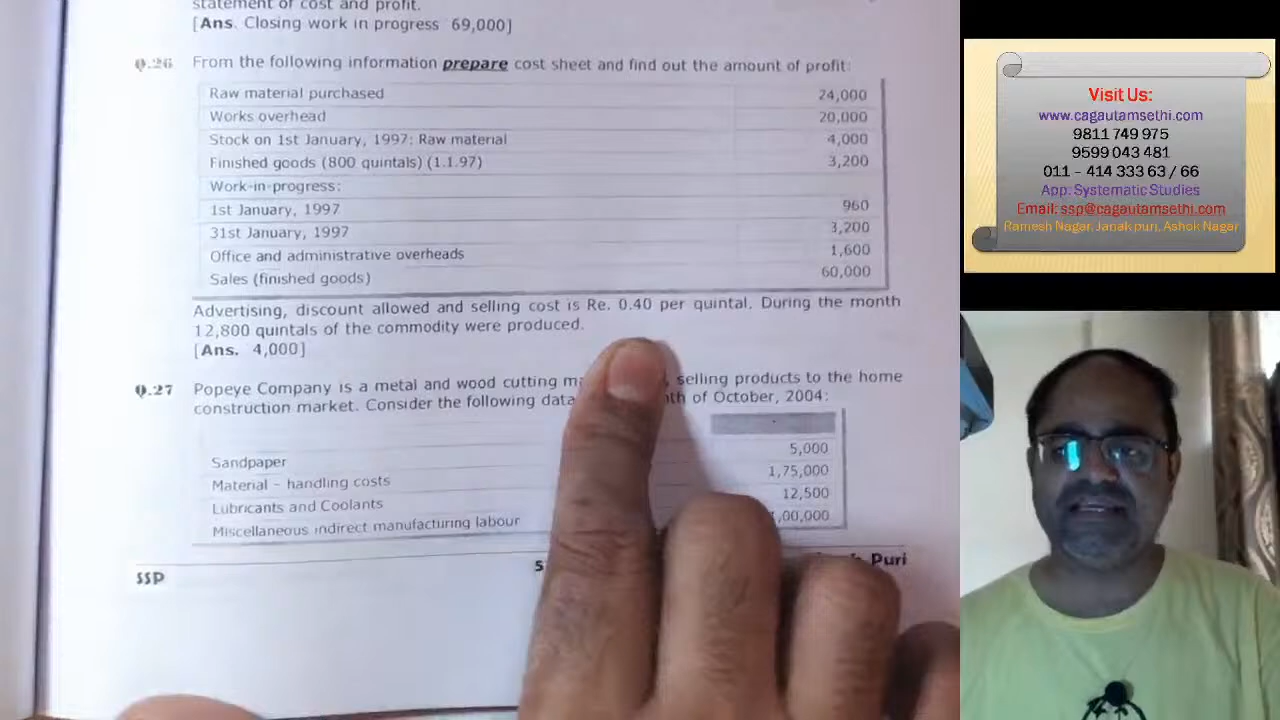 statement of cost and profit.
[Ans. Closing work in progress 69,000]
Q.26 From the following information prepare cost sheet and find out the amount of profit:
Raw material purchased 24,000
Works overhead 20,000
Stock on 1st January, 1997: Raw material 4,000
Finished goods (800 quintals) (1.1.97) 3,200
Work-in-progress:
1st January, 1997 960
31st January, 1997 3,200
Office and administrative overheads 1,600
Sales (finished goods) 60,000
Advertising, discount allowed and selling cost is Re. 0.40 per quintal. During the month
12,800 quintals of the commodity were produced.
[Ans. 4,000]
Q.27 Popeye Company is a metal and wood cutting selling products to the home
construction market. Consider the following data of October, 2004:
Sandpaper 5,000
Material - handling costs 1,75,000
Lubricants and Coolants 12,500
Miscellaneous indirect manufacturing labour
SSP Puri
Visit Us:
www.cagautamsethi.com
9811 749 975
9599 043 481
011 – 414 333 63 / 66
App: Systematic Studies
Email: ssp@cagautamsethi.com
Ramesh Nagar, Janak puri, Ashok Nagar